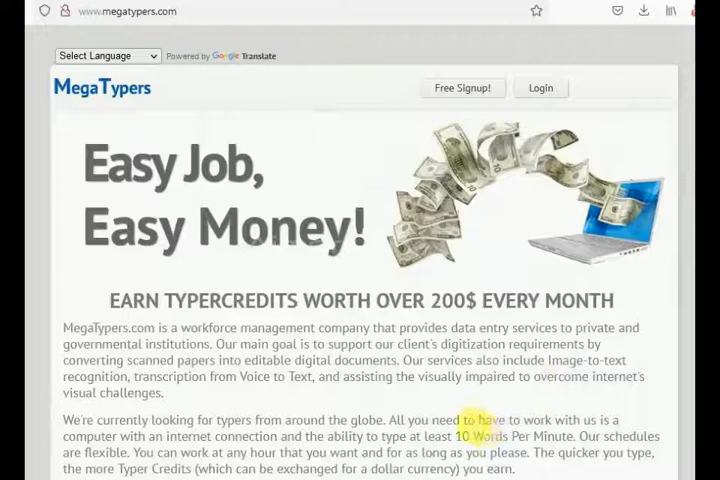 www.megatypers.com
Select Language Powered by Google Translate
MegaTypers Free Signup! Login
Easy Job,
Easy Money!
EARN TYPERCREDITS WORTH OVER 200$ EVERY MONTH
MegaTypers.com is a workforce management company that provides data entry services to private and
governmental institutions. Our main goal is to support our client's digitization requirements by
converting scanned papers into editable digital documents. Our services also include Image-to-text
recognition, transcription from Voice to Text, and assisting the visually impaired to overcome internet's
visual challenges.
We're currently looking for typers from around the globe. All you need to have to work with us is a
computer with an internet connection and the ability to type at least 10 Words Per Minute. Our schedules
are flexible. You can work at any hour that you want and for as long as you please. The quicker you type,
the more Typer Credits (which can be exchanged for a dollar currency) you earn.